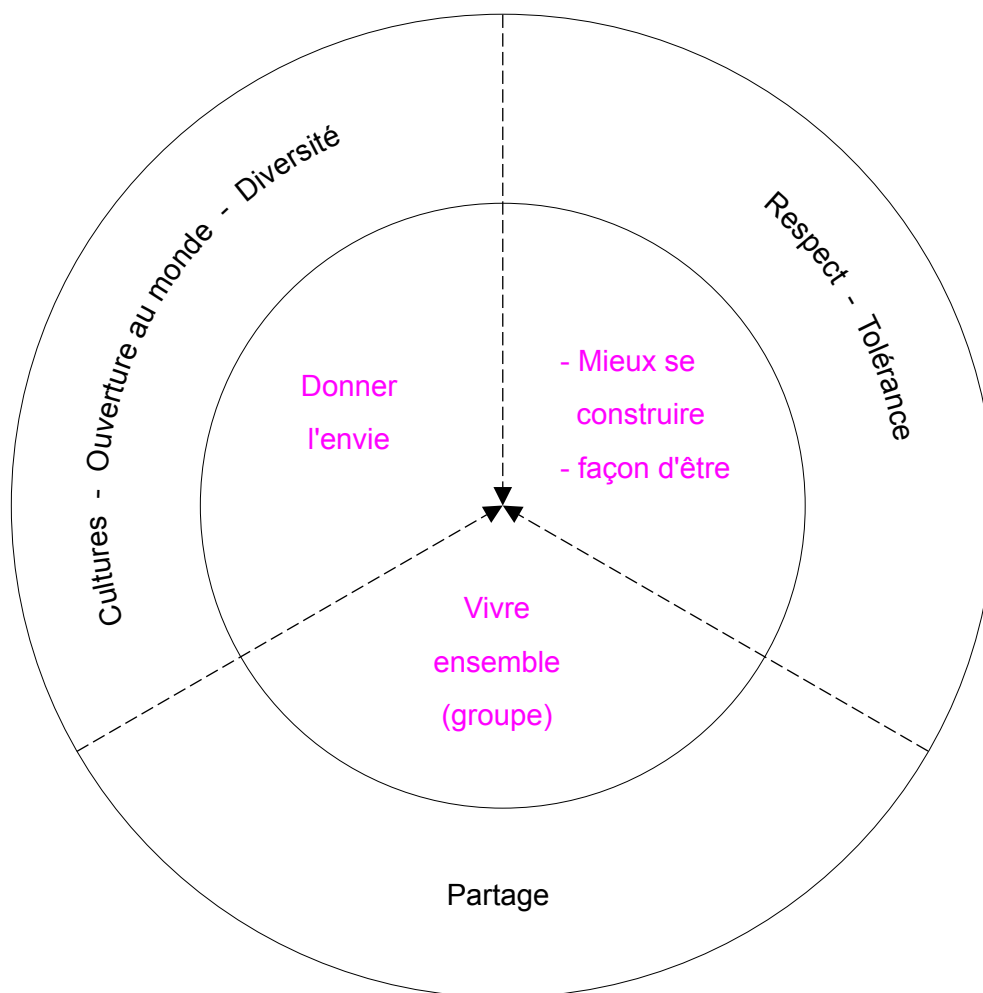 Cultures - Ouverture au monde - Diversité
Respect - Tolérance
Donner
l'envie
- Mieux se
construire
- façon d'être
Vivre
ensemble
(groupe)
Partage